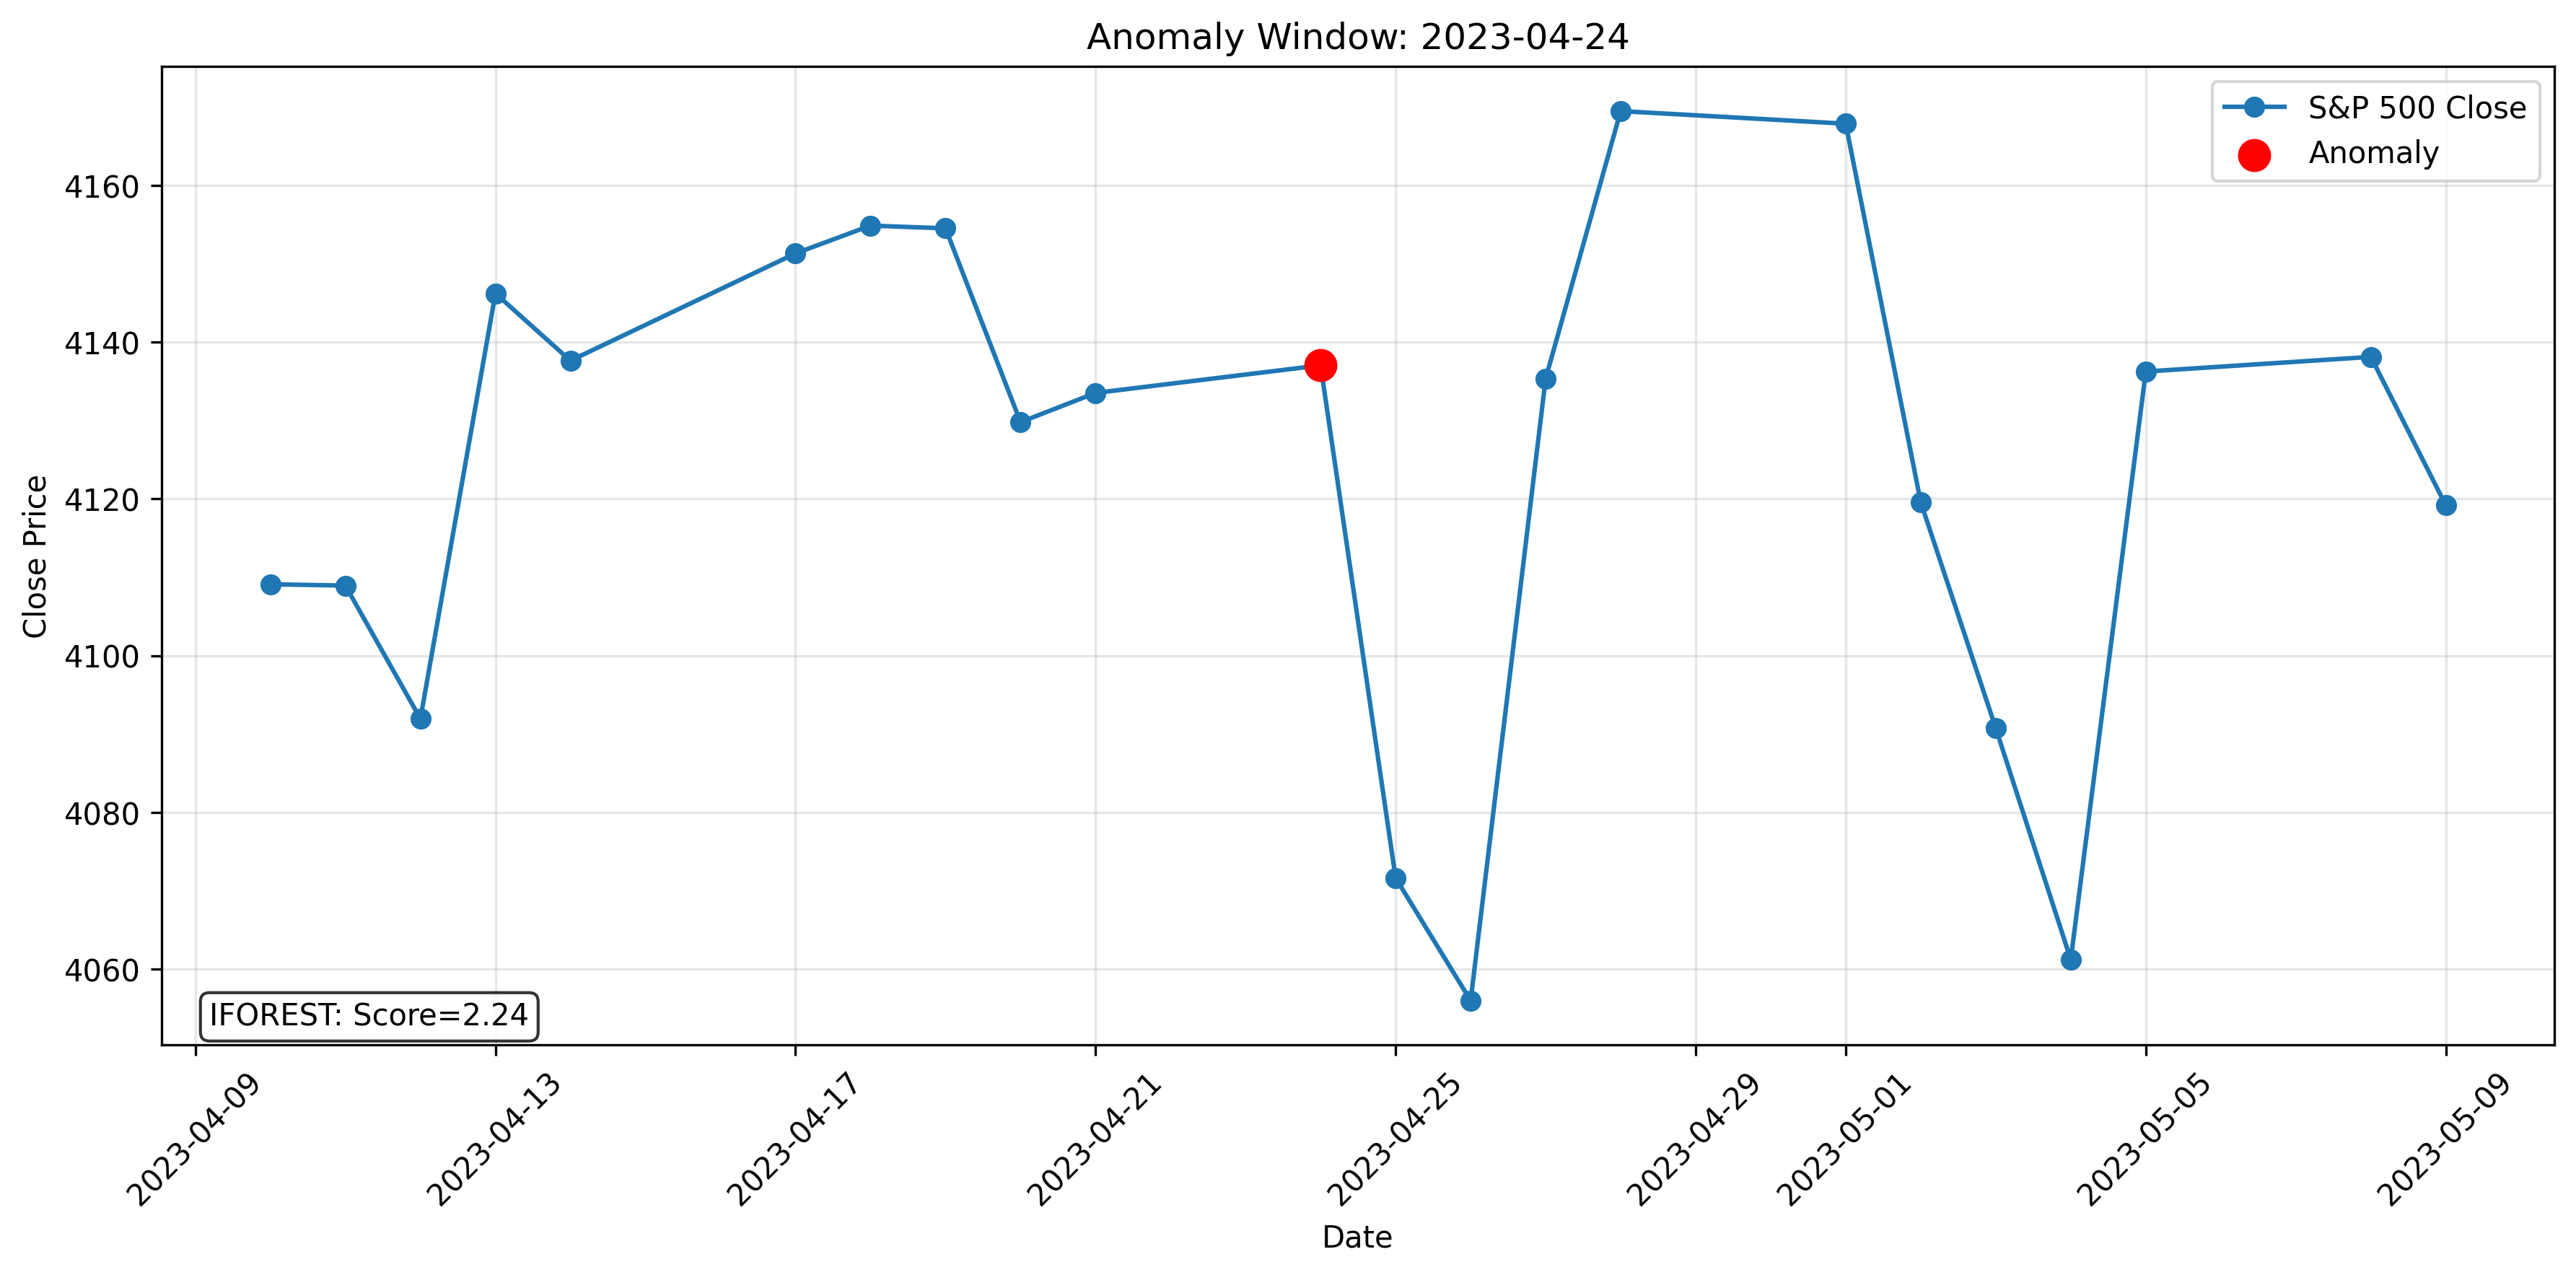 Anomaly Window: 2023-04-24
S&P 500 Close
Anomaly
Close Price
4160
4140
4120
4100
4080
4060
IFOREST: Score=2.24
2023-04-09
2023-04-13
2023-04-17
2023-04-21
2023-04-25
2023-04-29
2023-05-01
2023-05-05
2023-05-09
Date